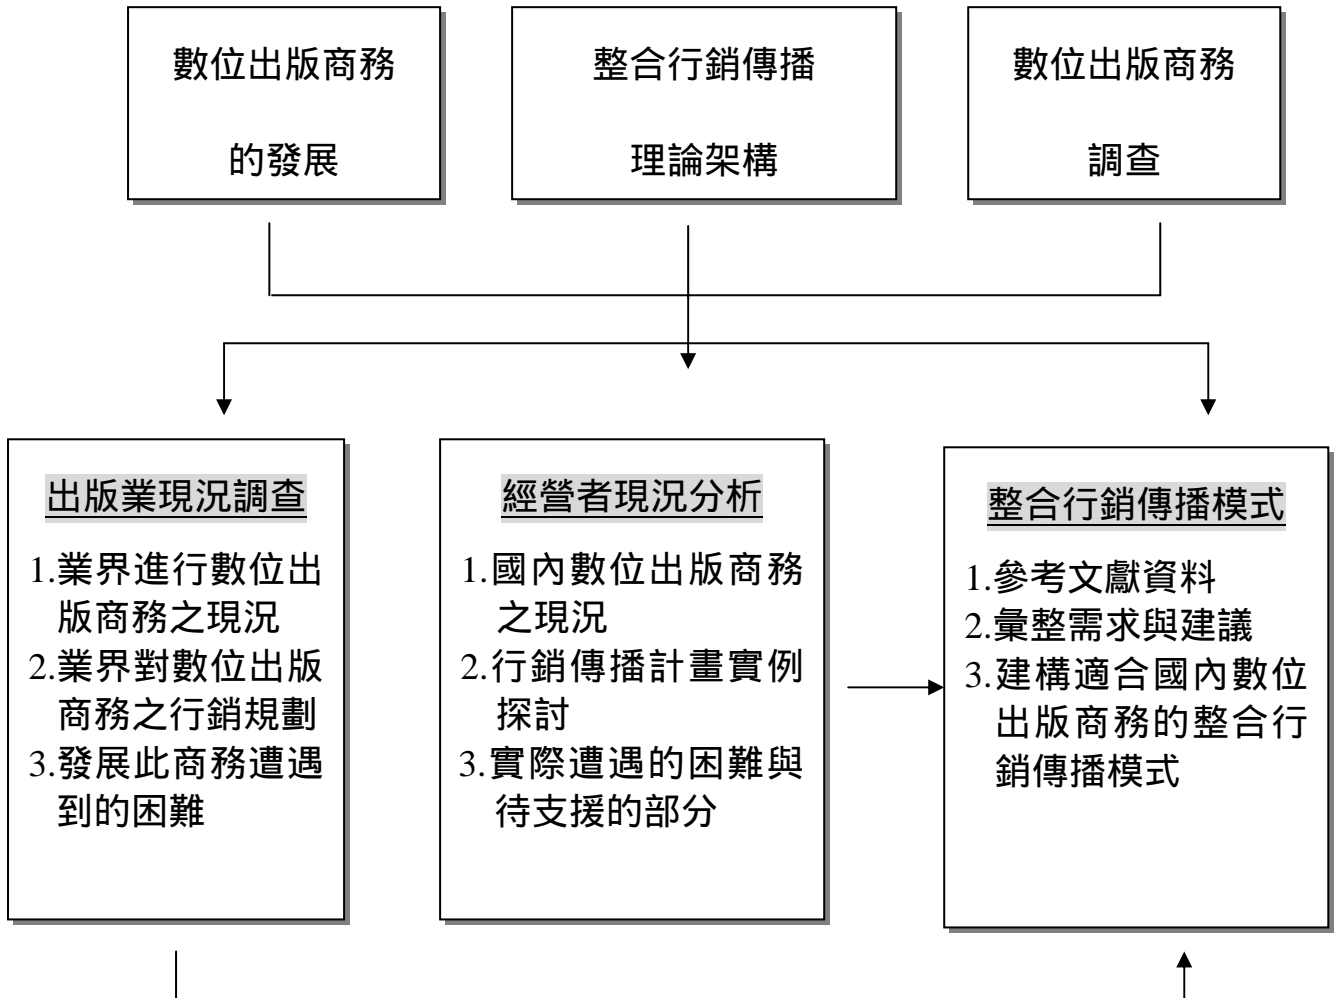 數位出版商務
的發展
整合行銷傳播
理論架構
數位出版商務
調查
出版業現況調查
1.業界進行數位出
版商務之現況
2.業界對數位出版
商務之行銷規劃
3.發展此商務遭遇
到的困難
經營者現況分析
1.國內數位出版商務
之現況
2.行銷傳播計畫實例
探討
3.實際遭遇的困難與
待支援的部分
整合行銷傳播模式
1.參考文獻資料
2.彙整需求與建議
3.建構適合國內數位
出版商務的整合行
銷傳播模式